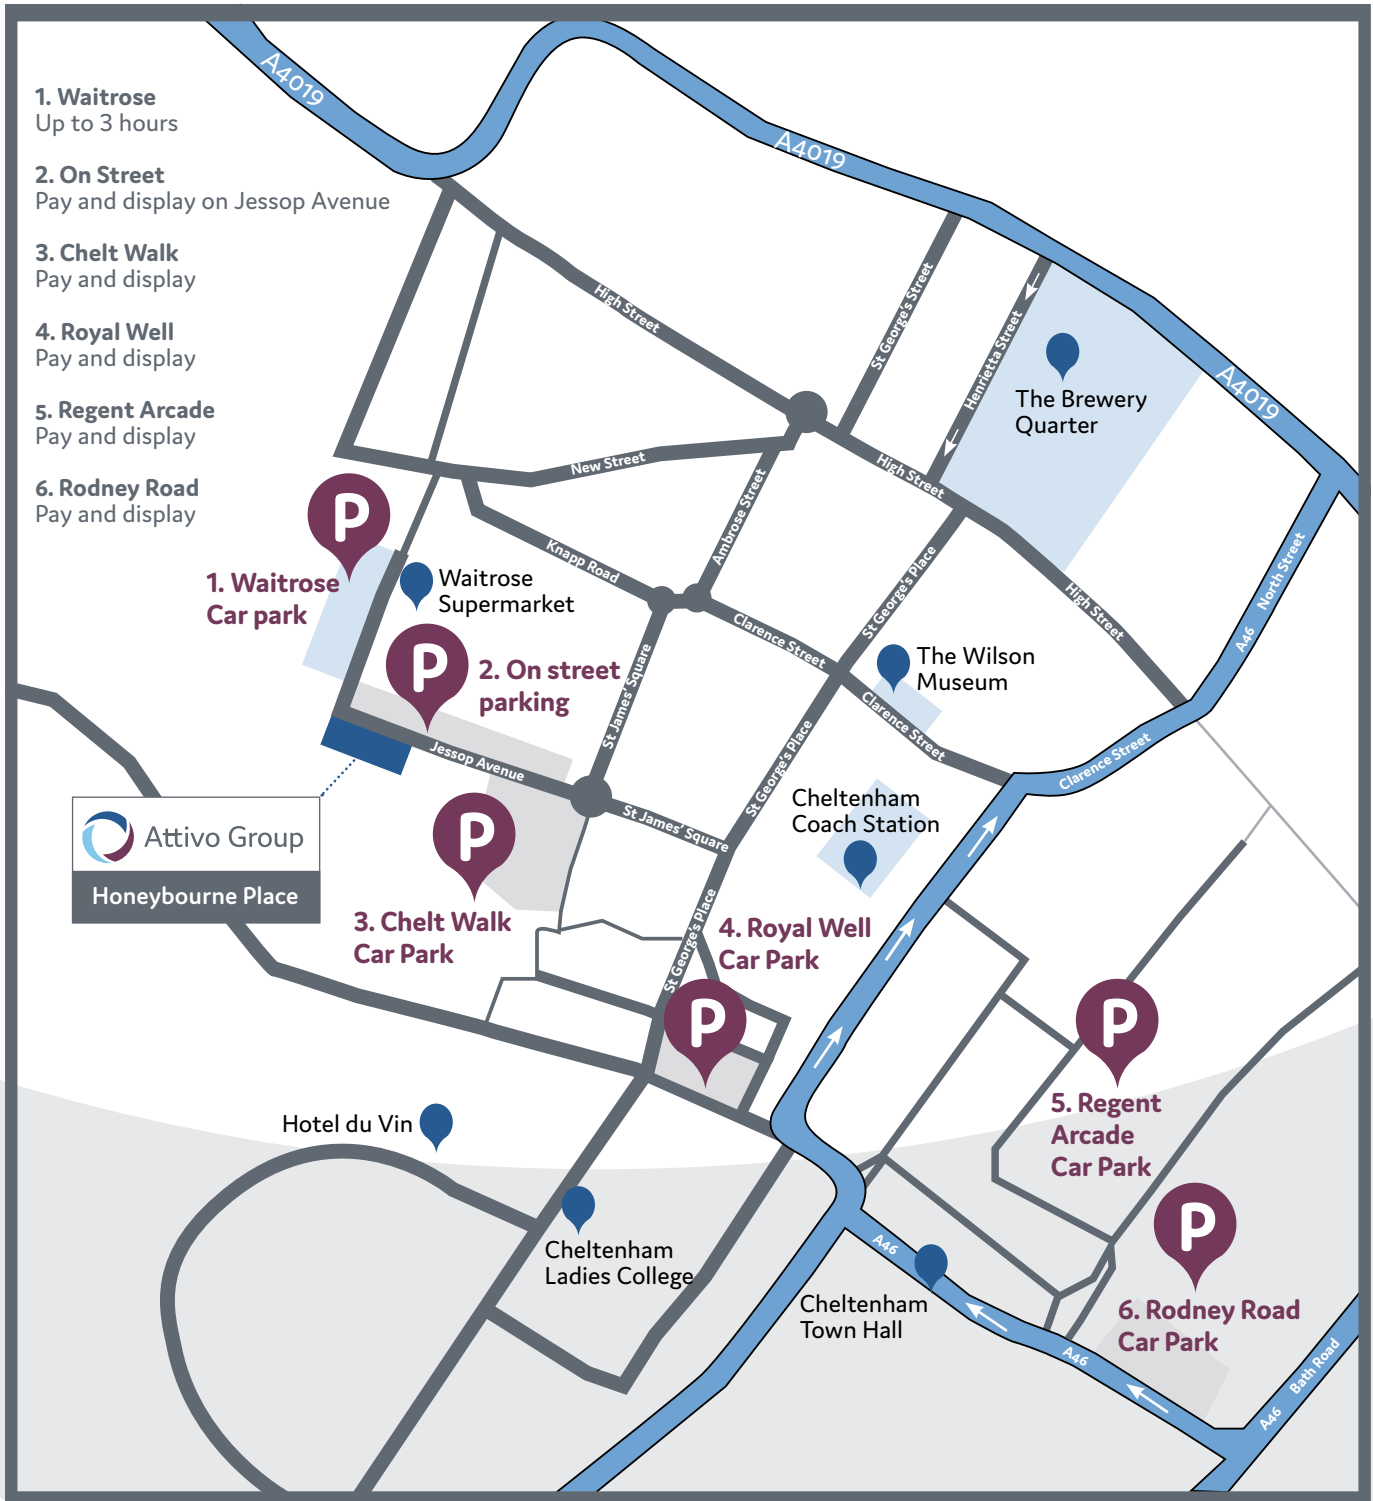 1. Waitrose
Up to 3 hours
2. On Street
Pay and display on Jessop Avenue
3. Chelt Walk
Pay and display
4. Royal Well
Pay and display
5. Regent Arcade
Pay and display
6. Rodney Road
Pay and display
A4019
A4019
A4019
High Street
St George's Street
Henrietta Street
The Brewery
Quarter
New Street
High Street
Ambrose Street
Knapp Road
P
1. Waitrose
Car park
Waitrose
Supermarket
P
2. On street
parking
St James' Square
Clarence Street
St George's Place
High Street
A46 North Street
The Wilson
Museum
Clarence Street
Clarence Street
Jessop Avenue
St James' Square
St George's Place
Cheltenham
Coach Station
Attivo Group
Honeybourne Place
P
3. Chelt Walk
Car Park
St George's Place
4. Royal Well
Car Park
P
P
5. Regent
Arcade
Car Park
Hotel du Vin
Cheltenham
Ladies College
A46
Cheltenham
Town Hall
P
6. Rodney Road
Car Park
A46
A46 Bath Road